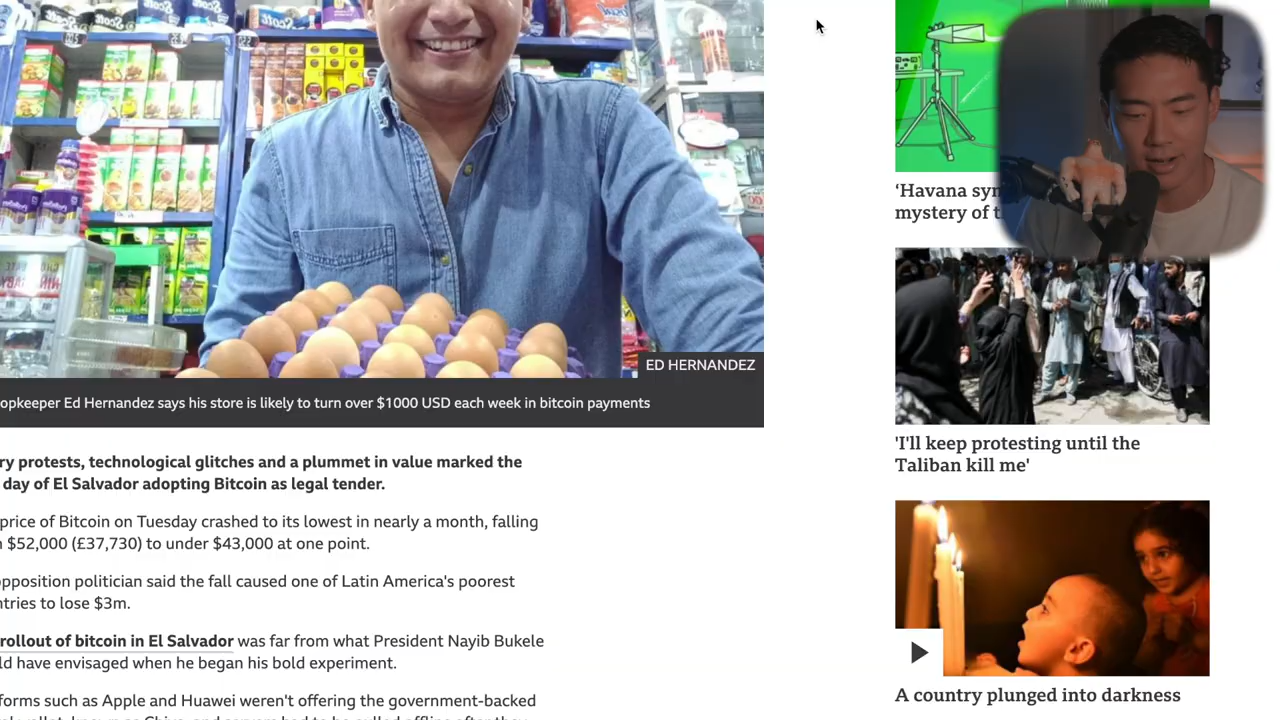 Scott
ED HERNANDEZ
opkeeper Ed Hernandez says his store is likely to turn over $1000 USD each week in bitcoin payments
ry protests, technological glitches and a plummet in value marked the
day of El Salvador adopting Bitcoin as legal tender.
price of Bitcoin on Tuesday crashed to its lowest in nearly a month, falling
$52,000 (£37,730) to under $43,000 at one point.
opposition politician said the fall caused one of Latin America's poorest
ntries to lose $3m.
rollout of bitcoin in El Salvador was far from what President Nayib Bukele
ld have envisaged when he began his bold experiment.
forms such as Apple and Huawei weren't offering the government-backed
'Havana syn
mystery of t
'I'll keep protesting until the
Taliban kill me'
A country plunged into darkness